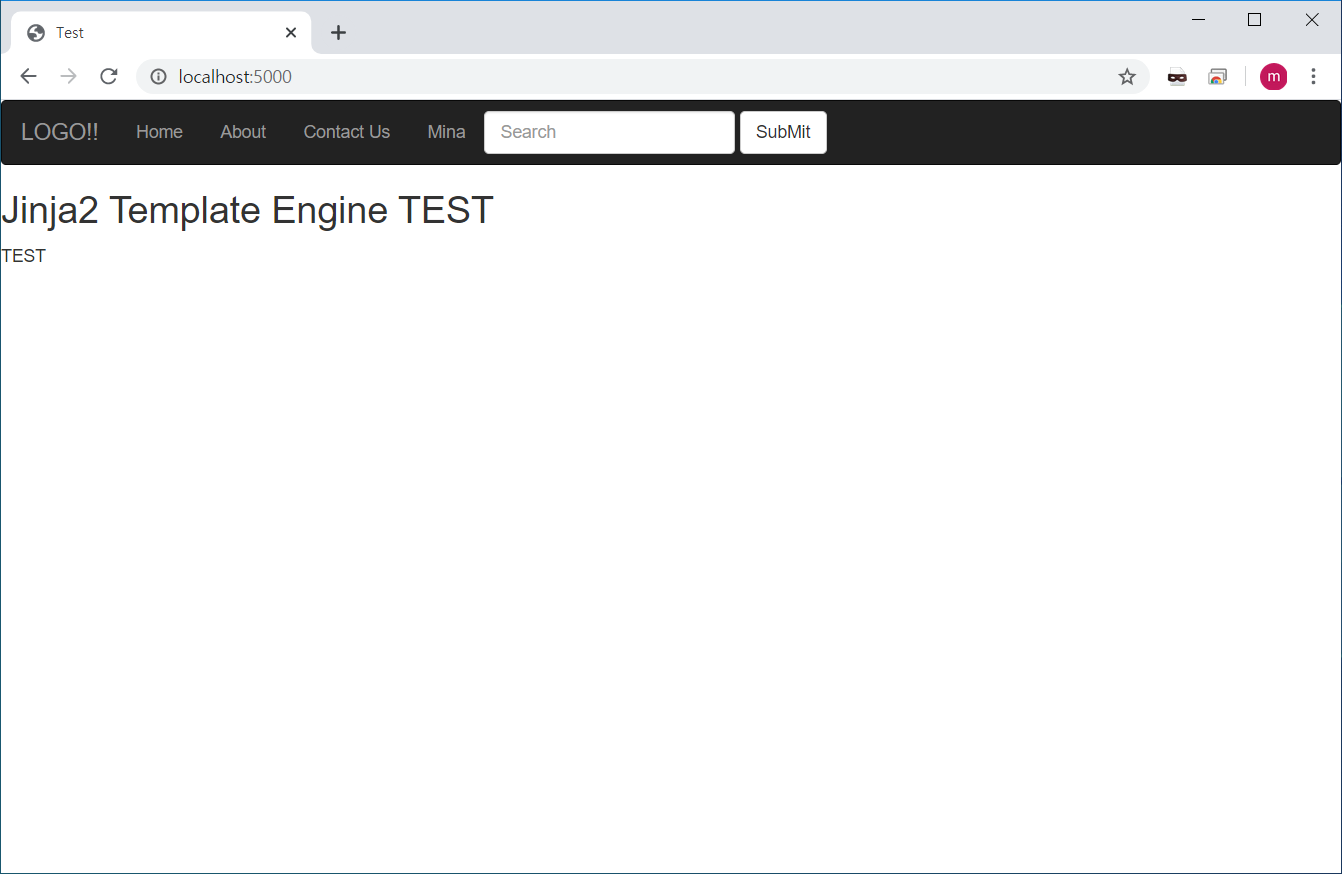 Test
localhost:5000
m
LOGO!! Home About Contact Us Mina Search SubMit
Jinja2 Template Engine TEST
TEST